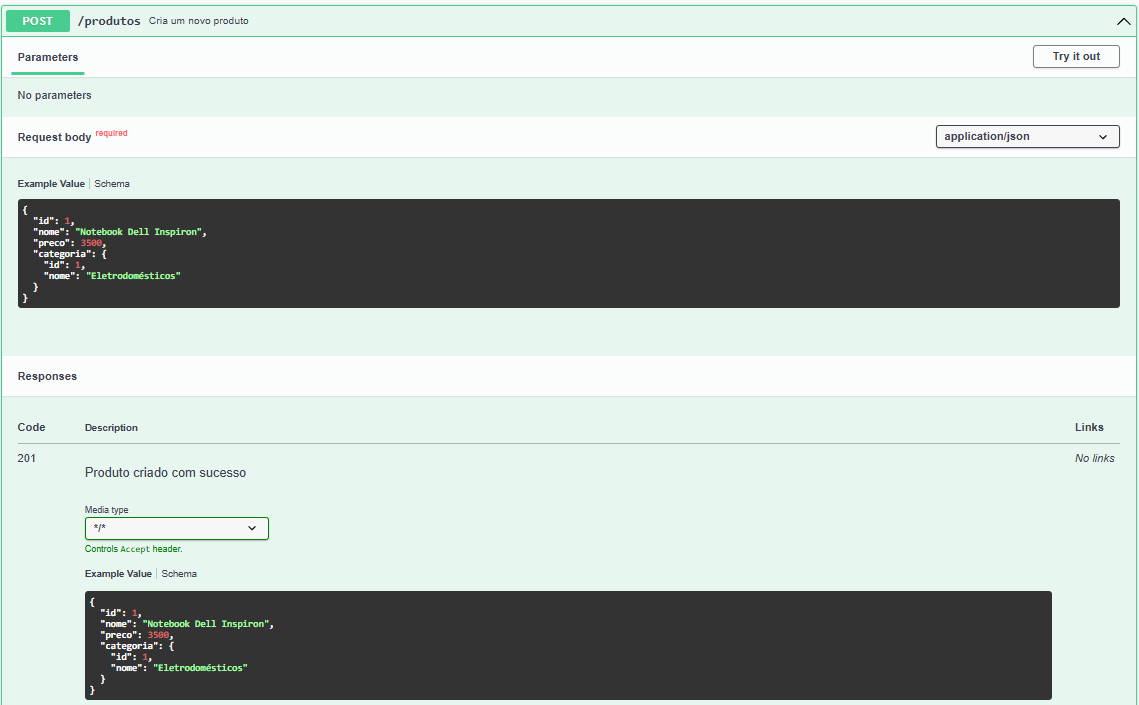 POST /produtos Cria um novo produto
Parameters Try it out
No parameters
Request body required application/json
Example Value | Schema
{
  "id": 1,
  "nome": "Notebook Dell Inspiron",
  "preco": 3500,
  "categoria": {
    "id": 1,
    "nome": "Eletrodomésticos"
  }
}
Responses
Code Description Links
201 No links
Produto criado com sucesso
Media type
*/*
Controls Accept header.
Example Value | Schema
{
  "id": 1,
  "nome": "Notebook Dell Inspiron",
  "preco": 3500,
  "categoria": {
    "id": 1,
    "nome": "Eletrodomésticos"
  }
}